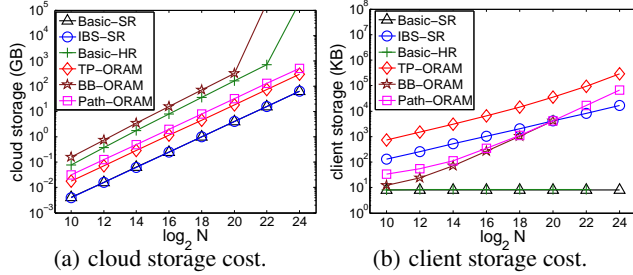 Basic−SR
IBS−SR
Basic−HR
TP−ORAM
BB−ORAM
Path−ORAM
cloud storage (GB)
10^5
10^4
10^3
10^2
10^1
10^0
10^−1
10^−2
10^−3
10 12 14 16 18 20 22 24
log_2 N
(a) cloud storage cost.
Basic−SR
IBS−SR
Basic−HR
TP−ORAM
BB−ORAM
Path−ORAM
client storage (KB)
10^9
10^8
10^7
10^6
10^5
10^4
10^3
10^2
10^1
10^0
10 12 14 16 18 20 22 24
log_2 N
(b) client storage cost.